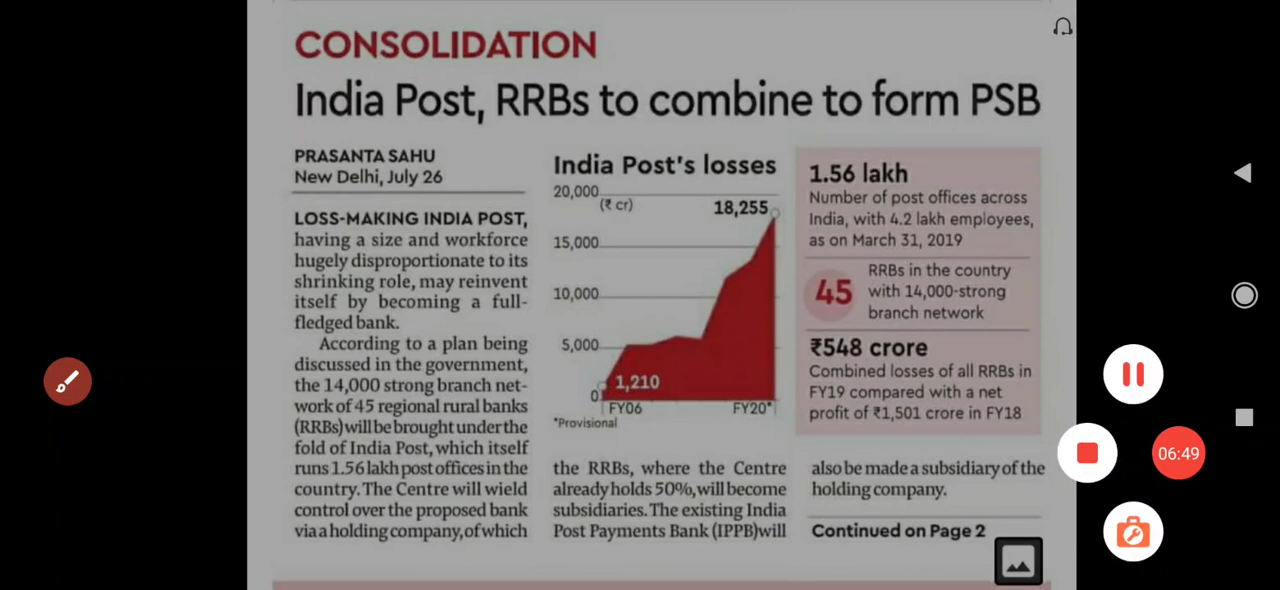 CONSOLIDATION
India Post, RRBs to combine to form PSB
PRASANTA SAHU
New Delhi, July 26
LOSS-MAKING INDIA POST,
having a size and workforce
hugely disproportionate to its
shrinking role, may reinvent
itself by becoming a full-
fledged bank.
According to a plan being
discussed in the government,
the 14,000 strong branch net-
work of 45 regional rural banks
(RRBs) will be brought under the
fold of India Post, which itself
runs 1.56 lakh post offices in the
country. The Centre will wield
control over the proposed bank
via a holding company, of which
India Post's losses
20,000
(₹ cr)
18,255
15,000
10,000
5,000
1,210
0
FY06
FY20*
*Provisional
the RRBs, where the Centre
already holds 50%, will become
subsidiaries. The existing India
Post Payments Bank (IPPB) will
1.56 lakh
Number of post offices across
India, with 4.2 lakh employees,
as on March 31, 2019
45
RRBs in the country
with 14,000-strong
branch network
₹548 crore
Combined losses of all RRBs in
FY19 compared with a net
profit of ₹1,501 crore in FY18
also be made a subsidiary of the
holding company.
Continued on Page 2
06:49